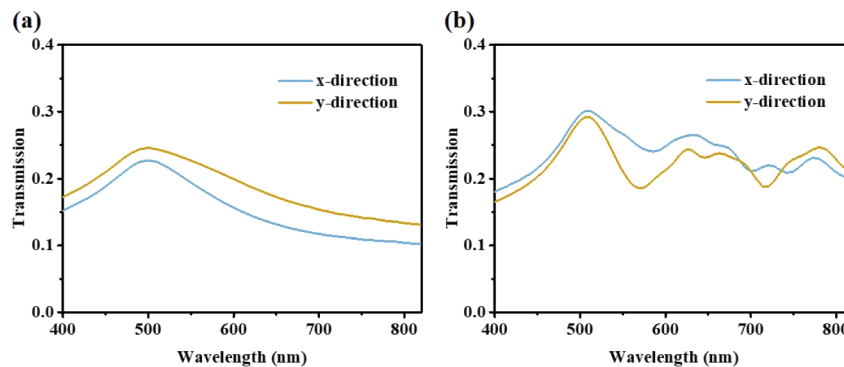 (a)
0.4
0.3
0.2
0.1
0.0
Transmission
x-direction
y-direction
400 500 600 700 800
Wavelength (nm)
(b)
0.4
0.3
0.2
0.1
0.0
Transmission
x-direction
y-direction
400 500 600 700 800
Wavelength (nm)